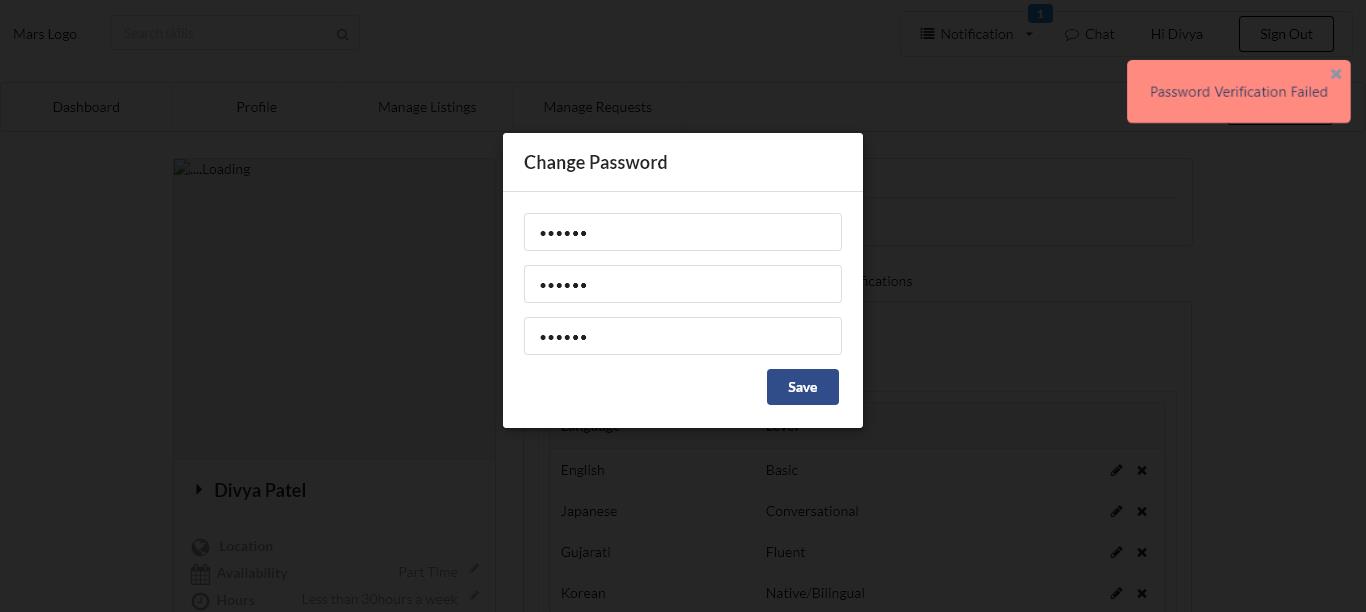 Mars Logo
Search skills
Notification
1
Chat
Hi Divya
Sign Out
Password Verification Failed
Dashboard
Profile
Manage Listings
Manage Requests
....Loading
Change Password
••••••
••••••
••••••
Save
fications
Language Level
English Basic
Japanese Conversational
Gujarati Fluent
Korean Native/Bilingual
Divya Patel
Location
Availability Part Time
Hours Less than 30hours a week